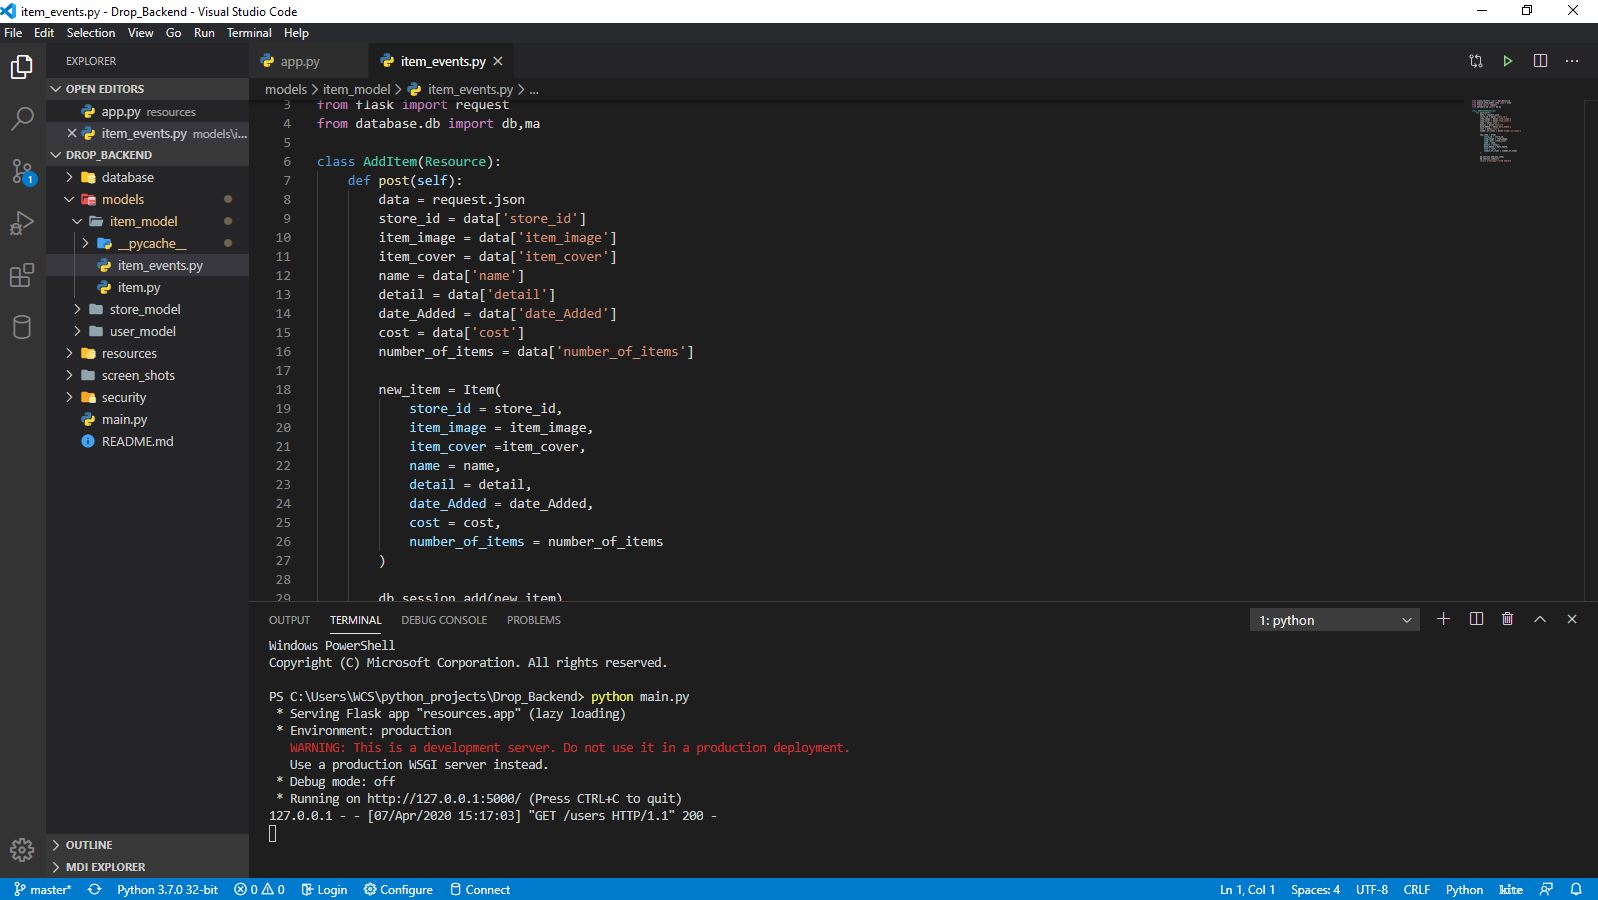 item_events.py - Drop_Backend - Visual Studio Code
File Edit Selection View Go Run Terminal Help
EXPLORER
OPEN EDITORS
app.py resources
item_events.py models\i...
DROP_BACKEND
database
models
item_model
__pycache__
item_events.py
item.py
store_model
user_model
resources
screen_shots
security
main.py
README.md
OUTLINE
MDI EXPLORER
1
app.py item_events.py
models > item_model > item_events.py > ...
3 from flask import request
4 from database.db import db,ma
5
6 class AddItem(Resource):
7 def post(self):
8 data = request.json
9 store_id = data['store_id']
10 item_image = data['item_image']
11 item_cover = data['item_cover']
12 name = data['name']
13 detail = data['detail']
14 date_Added = data['date_Added']
15 cost = data['cost']
16 number_of_items = data['number_of_items']
17
18 new_item = Item(
19 store_id = store_id,
20 item_image = item_image,
21 item_cover =item_cover,
22 name = name,
23 detail = detail,
24 date_Added = date_Added,
25 cost = cost,
26 number_of_items = number_of_items
27 )
28
29 db.session.add(new_item)
OUTPUT TERMINAL DEBUG CONSOLE PROBLEMS 1: python
Windows PowerShell
Copyright (C) Microsoft Corporation. All rights reserved.
PS C:\Users\WCS\python_projects\Drop_Backend> python main.py
* Serving Flask app "resources.app" (lazy loading)
* Environment: production
WARNING: This is a development server. Do not use it in a production deployment.
Use a production WSGI server instead.
* Debug mode: off
* Running on http://127.0.0.1:5000/ (Press CTRL+C to quit)
127.0.0.1 - - [07/Apr/2020 15:17:03] "GET /users HTTP/1.1" 200 -
master* Python 3.7.0 32-bit 0 0 Login Configure Connect Ln 1, Col 1 Spaces: 4 UTF-8 CRLF Python kite